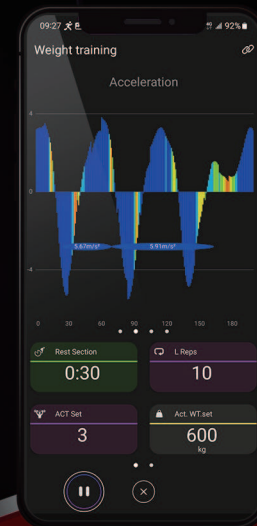 09:27 92%
Weight training
Acceleration
4
0
5.67m/s² 5.91m/s²
-4
0 30 60 90 120 150 180
Rest Section
0:30
L Reps
10
ACT Set
3
Act. WT.set
600
kg